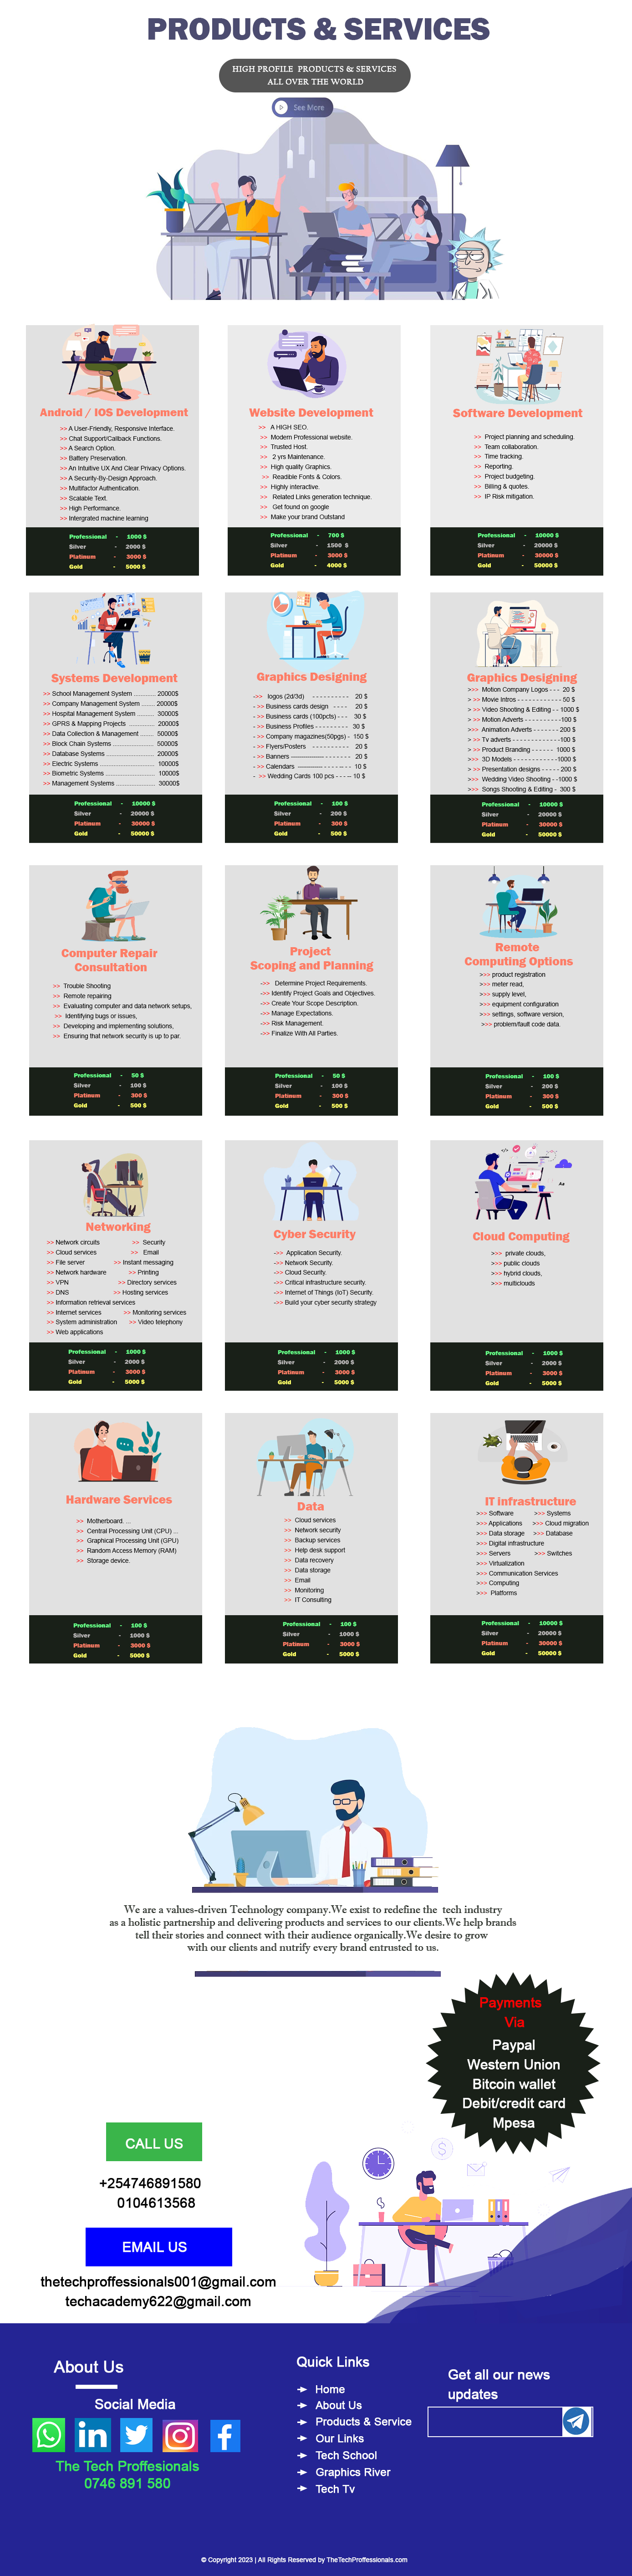 PRODUCTS & SERVICES
HIGH PROFILE PRODUCTS & SERVICES
ALL OVER THE WORLD
See More
Android / IOS Development
>> A User-Friendly, Responsive Interface.
>> Chat Support/Callback Functions.
>> A Search Option.
>> Battery Preservation.
>> An Intuitive UX And Clear Privacy Options.
>> A Security-By-Design Approach.
>> Multifactor Authentication.
>> Scalable Text.
>> High Performance.
>> Intergrated machine learning
Professional - 1000 $
Silver - 2000 $
Platinum - 3000 $
Gold - 5000 $
Website Development
>> A HIGH SEO.
>> Modern Professional website.
>> Trusted Host.
>> 2 yrs Maintenance.
>> High quality Graphics.
>> Readible Fonts & Colors.
>> Highly interactive.
>> Related Links generation technique.
>> Get found on google
>> Make your brand Outstand
Professional - 700 $
Silver - 1500 $
Platinum - 3000 $
Gold - 4000 $
Software Development
>> Project planning and scheduling.
>> Team collaboration.
>> Time tracking.
>> Reporting.
>> Project budgeting.
>> Billing & quotes.
>> IP Risk mitigation.
Professional - 10000 $
Silver - 20000 $
Platinum - 30000 $
Gold - 50000 $
Systems Development
>> School Management System ............. 20000$
>> Company Management System ........ 20000$
>> Hospital Management System .......... 30000$
>> GPRS & Mapping Projects ............... 20000$
>> Data Collection & Management ........ 50000$
>> Block Chain Systems ........................ 50000$
>> Database Systems ............................ 20000$
>> Electric Systems ................................ 10000$
>> Biometric Systems ............................. 10000$
>> Management Systems ....................... 30000$
Professional - 10000 $
Silver - 20000 $
Platinum - 30000 $
Gold - 50000 $
Graphics Designing
->> logos (2d/3d) - - - - - - - - - - 20 $
- >> Business cards design - - - - 20 $
- >> Business cards (100pcts) - - - 30 $
- >> Business Profiles - - - - - - - - - 30 $
- >> Company magazines(50pgs) - 150 $
- >> Flyers/Posters - - - - - - - - - - 20 $
- >> Banners ---------------- - - - - - - - 20 $
- >> Calendars ------------------- - - - - 10 $
- >> Wedding Cards 100 pcs - - - -- 10 $
Professional - 100 $
Silver - 200 $
Platinum - 300 $
Gold - 500 $
Graphics Designing
>>> Motion Company Logos - - - 20 $
> >> Movie Intros - - - - - - - - - - - - 50 $
> >> Video Shooting & Editing - - 1000 $
> >> Motion Adverts - - - - - - - - - - -100 $
>>> Animation Adverts - - - - - - - 200 $
> >> Tv adverts - - - - - - - - - - - - -100 $
> >> Product Branding - - - - - - 1000 $
>>> 3D Models - - - - - - - - - - - - -1000 $
> >> Presentation designs - - - - - 200 $
>>> Wedding Video Shooting - -1000 $
>>> Songs Shooting & Editing - 300 $
Professional - 10000 $
Silver - 20000 $
Platinum - 30000 $
Gold - 50000 $
Computer Repair
Consultation
>> Trouble Shooting
>> Remote repairing
>> Evaluating computer and data network setups,
>> Identifying bugs or issues,
>> Developing and implementing solutions,
>> Ensuring that network security is up to par.
Professional - 50 $
Silver - 100 $
Platinum - 300 $
Gold - 500 $
Project
Scoping and Planning
->> Determine Project Requirements.
->> Identify Project Goals and Objectives.
->> Create Your Scope Description.
->> Manage Expectations.
->> Risk Management.
->> Finalize With All Parties.
Professional - 50 $
Silver - 100 $
Platinum - 300 $
Gold - 500 $
Remote
Computing Options
>>> product registration
>>> meter read,
>>> supply level,
>>> equipment configuration
>>> settings, software version,
>>> problem/fault code data.
Professional - 100 $
Silver - 200 $
Platinum - 300 $
Gold - 500 $
Networking
>> Network circuits >> Security
>> Cloud services >> Email
>> File server >> Instant messaging
>> Network hardware >> Printing
>> VPN >> Directory services
>> DNS >> Hosting services
>> Information retrieval services
>> Internet services >> Monitoring services
>> System administration >> Video telephony
>> Web applications
Professional - 1000 $
Silver - 2000 $
Platinum - 3000 $
Gold - 5000 $
Cyber Security
->> Application Security.
->> Network Security.
->> Cloud Security.
->> Critical infrastructure security.
->> Internet of Things (IoT) Security.
->> Build your cyber security strategy
Professional - 1000 $
Silver - 2000 $
Platinum - 3000 $
Gold - 5000 $
Cloud Computing
>>> private clouds,
>>> public clouds
>>> hybrid clouds,
>>> multiclouds
Professional - 1000 $
Silver - 2000 $
Platinum - 3000 $
Gold - 5000 $
Hardware Services
>> Motherboard. ...
>> Central Processing Unit (CPU) ...
>> Graphical Processing Unit (GPU)
>> Random Access Memory (RAM)
>> Storage device.
Professional - 100 $
Silver - 1000 $
Platinum - 3000 $
Gold - 5000 $
Data
>> Cloud services
>> Network security
>> Backup services
>> Help desk support
>> Data recovery
>> Data storage
>> Email
>> Monitoring
>> IT Consulting
Professional - 100 $
Silver - 1000 $
Platinum - 3000 $
Gold - 5000 $
IT infrastructure
>>> Software >>> Systems
>>> Applications >>> Cloud migration
>>> Data storage >>> Database
>>> Digital infrastructure
>>> Servers >>> Switches
>>> Virtualization
>>> Communication Services
>>> Computing
>>> Platforms
Professional - 10000 $
Silver - 20000 $
Platinum - 30000 $
Gold - 50000 $
We are a values-driven Technology company.We exist to redefine the tech industry
as a holistic partnership and delivering products and services to our clients.We help brands
tell their stories and connect with their audience organically.We desire to grow
with our clients and nutrify every brand entrusted to us.
Payments
Via
Paypal
Western Union
Bitcoin wallet
Debit/credit card
Mpesa
CALL US
+254746891580
0104613568
EMAIL US
thetechproffessionals001@gmail.com
techacademy622@gmail.com
About Us
Social Media
The Tech Proffesionals
0746 891 580
Quick Links
Home
About Us
Products & Service
Our Links
Tech School
Graphics River
Tech Tv
Get all our news
updates
© Copyright 2023 | All Rights Reserved by TheTechProffessionals.com